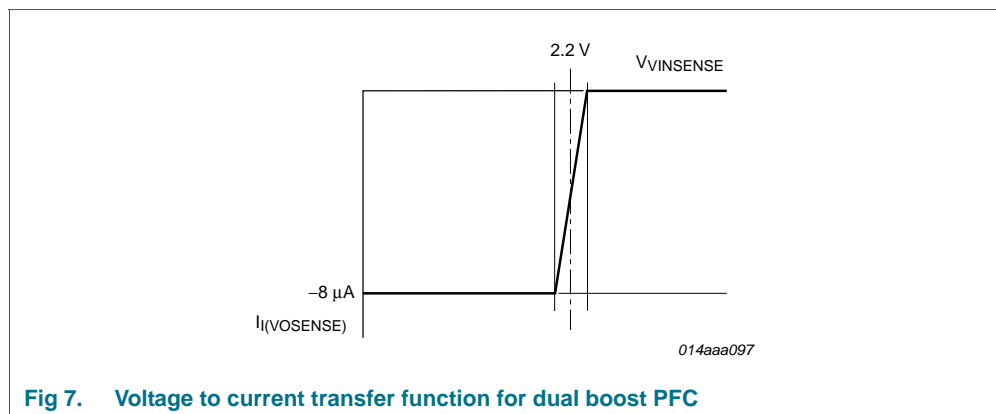 2.2 V
VVINSENSE
−8 μA
II(VOSENSE)
014aaa097
Fig 7. Voltage to current transfer function for dual boost PFC